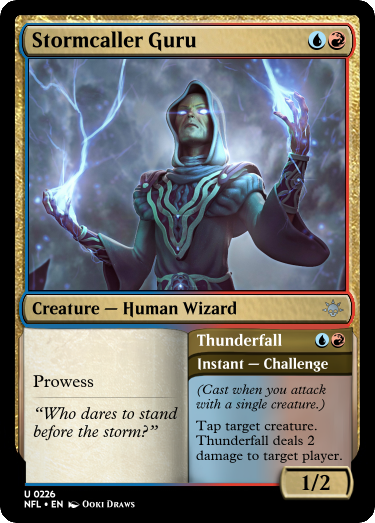 Stormcaller Guru
Creature — Human Wizard
Prowess
“Who dares to stand
before the storm?”
Thunderfall
Instant — Challenge
(Cast when you attack
with a single creature.)
Tap target creature.
Thunderfall deals 2
damage to target player.
1/2
U 0226
NFL • EN Ooki Draws